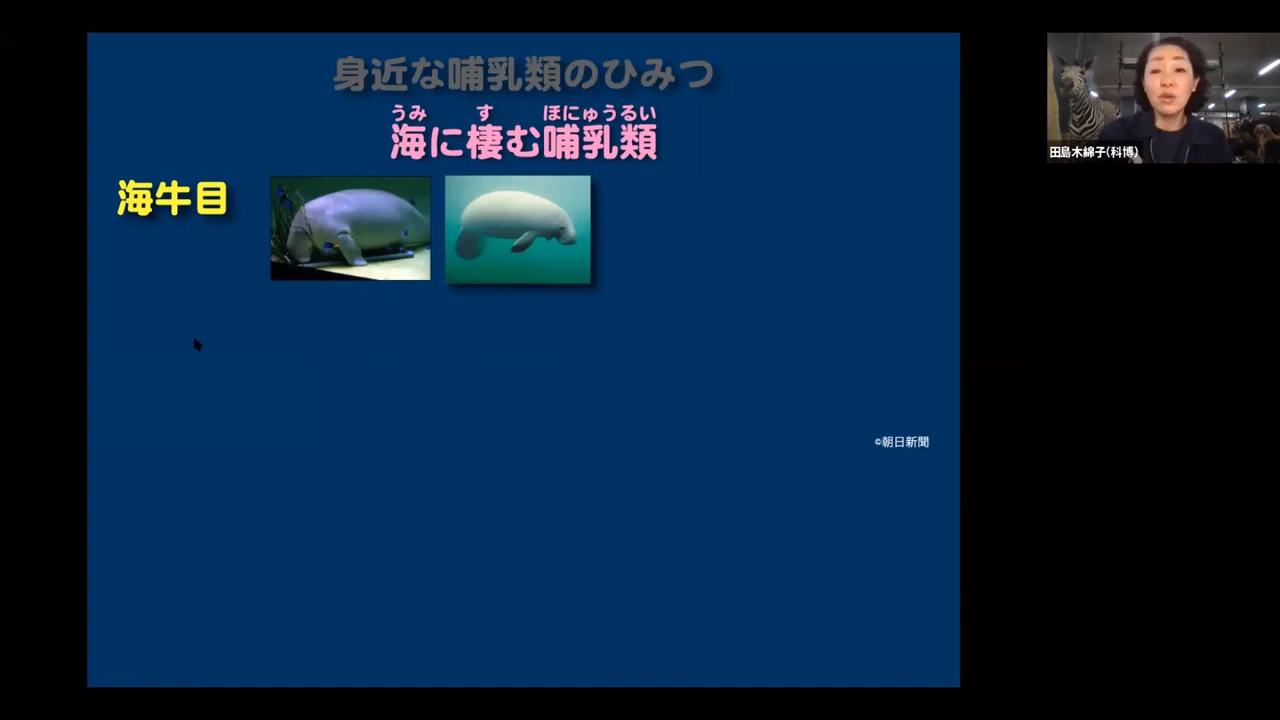 身近な哺乳類のひみつ
うみ す ほにゅうるい
海に棲む哺乳類
海牛目
©朝日新聞
田島木綿子(科博)